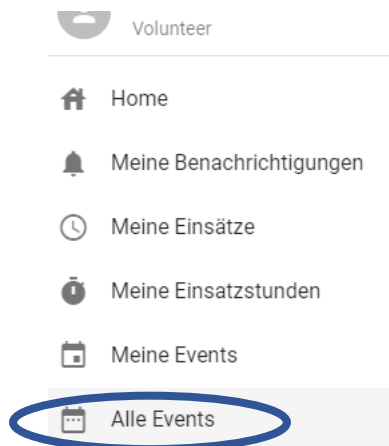 Volunteer
Home
Meine Benachrichtigungen
Meine Einsätze
Meine Einsatzstunden
Meine Events
Alle Events